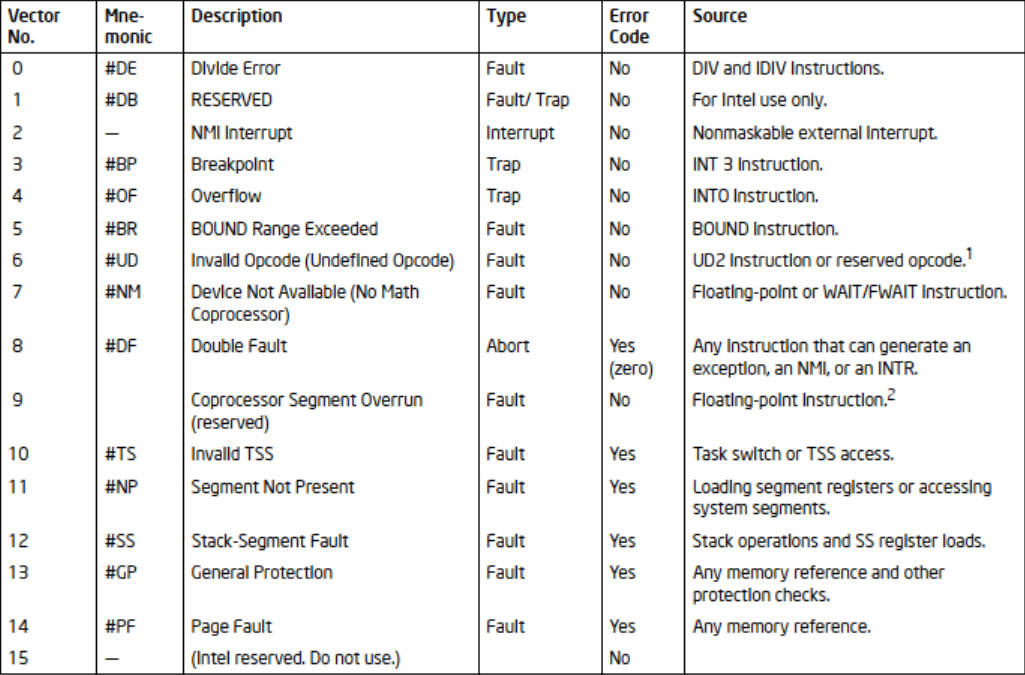 Vector No. Mne-monic Description Type Error Code Source
0 #DE Divide Error Fault No DIV and IDIV Instructions.
1 #DB RESERVED Fault/ Trap No For Intel use only.
2 — NMI Interrupt Interrupt No Nonmaskable external Interrupt.
3 #BP Breakpoint Trap No INT 3 Instruction.
4 #OF Overflow Trap No INTO Instruction.
5 #BR BOUND Range Exceeded Fault No BOUND Instruction.
6 #UD Invalid Opcode (Undefined Opcode) Fault No UD2 Instruction or reserved opcode.1
7 #NM Device Not Available (No Math Coprocessor) Fault No Floating-point or WAIT/FWAIT Instruction.
8 #DF Double Fault Abort Yes (zero) Any Instruction that can generate an exception, an NMI, or an INTR.
9 Coprocessor Segment Overrun (reserved) Fault No Floating-point Instruction.2
10 #TS Invalid TSS Fault Yes Task switch or TSS access.
11 #NP Segment Not Present Fault Yes Loading segment registers or accessing system segments.
12 #SS Stack-Segment Fault Fault Yes Stack operations and SS register loads.
13 #GP General Protection Fault Yes Any memory reference and other protection checks.
14 #PF Page Fault Fault Yes Any memory reference.
15 — (Intel reserved. Do not use.) No